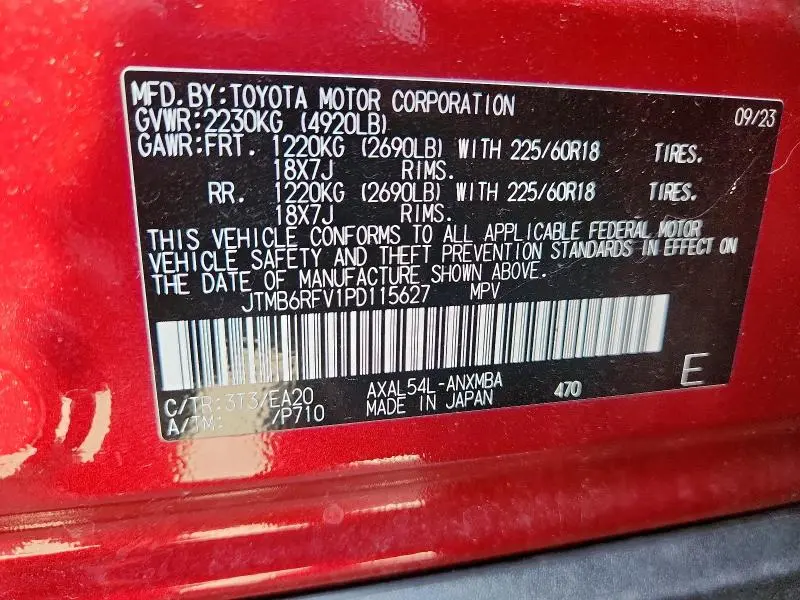 MFD.BY:TOYOTA MOTOR CORPORATION 09/23
GVWR:2230KG (4920LB)
GAWR:FRT. 1220KG (2690LB) WITH 225/60R18 TIRES.
18X7J RIMS.
RR. 1220KG (2690LB) WITH 225/60R18 TIRES.
18X7J RIMS.
THIS VEHICLE CONFORMS TO ALL APPLICABLE FEDERAL MOTOR
VEHICLE SAFETY AND THEFT PREVENTION STANDARDS IN EFFECT ON
THE DATE OF MANUFACTURE SHOWN ABOVE.
JTMB6RFV1PD115627 MPV
C/TR:3T3/EA20 AXAL54L-ANXMBA 470 E
A/TM: /P710 MADE IN JAPAN